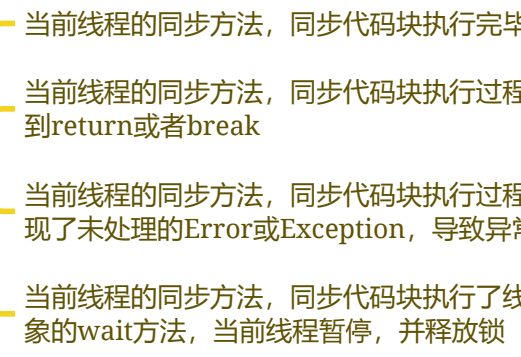 当前线程的同步方法，同步代码块执行完毕
当前线程的同步方法，同步代码块执行过程
到return或者break
当前线程的同步方法，同步代码块执行过程
现了未处理的Error或Exception，导致异常
当前线程的同步方法，同步代码块执行了线
象的wait方法，当前线程暂停，并释放锁